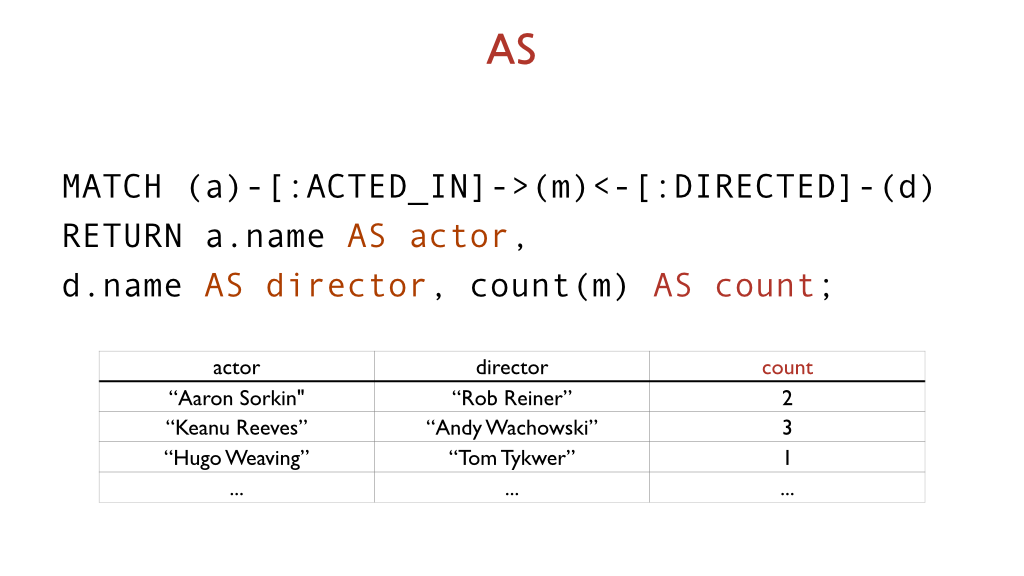 AS
MATCH (a)-[:ACTED_IN]->(m)<-[:DIRECTED]-(d)
RETURN a.name AS actor,
d.name AS director, count(m) AS count;
actor director count
“Aaron Sorkin" “Rob Reiner” 2
“Keanu Reeves” “Andy Wachowski” 3
“Hugo Weaving” “Tom Tykwer” 1
... ... ...